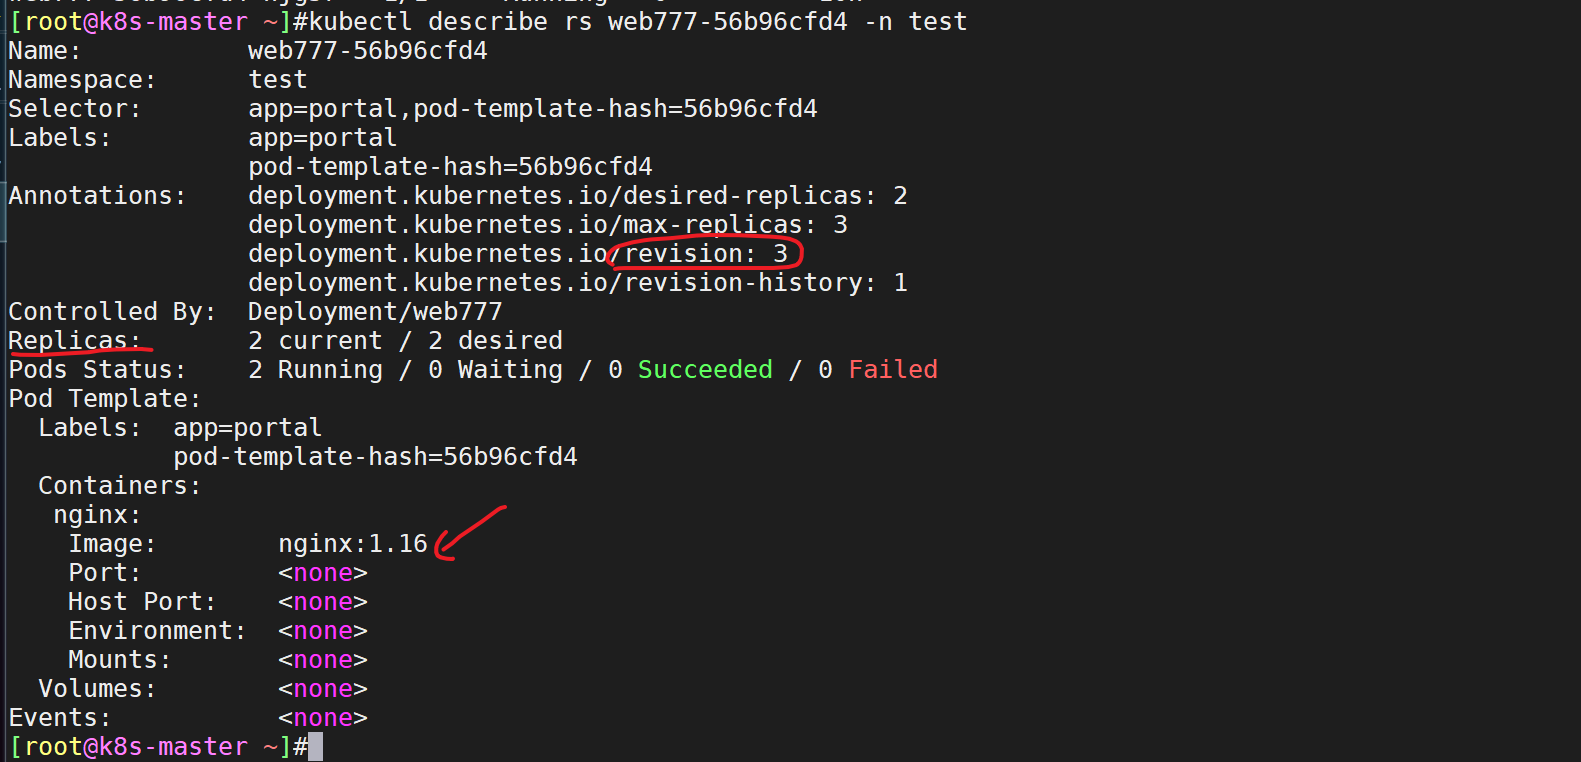 [root@k8s-master ~]#kubectl describe rs web777-56b96cfd4 -n test
Name:           web777-56b96cfd4
Namespace:      test
Selector:       app=portal,pod-template-hash=56b96cfd4
Labels:         app=portal
                pod-template-hash=56b96cfd4
Annotations:    deployment.kubernetes.io/desired-replicas: 2
                deployment.kubernetes.io/max-replicas: 3
                deployment.kubernetes.io/revision: 3
                deployment.kubernetes.io/revision-history: 1
Controlled By:  Deployment/web777
Replicas:       2 current / 2 desired
Pods Status:    2 Running / 0 Waiting / 0 Succeeded / 0 Failed
Pod Template:
  Labels:  app=portal
           pod-template-hash=56b96cfd4
  Containers:
   nginx:
    Image:        nginx:1.16
    Port:         <none>
    Host Port:    <none>
    Environment:  <none>
    Mounts:       <none>
  Volumes:        <none>
Events:           <none>
[root@k8s-master ~]#